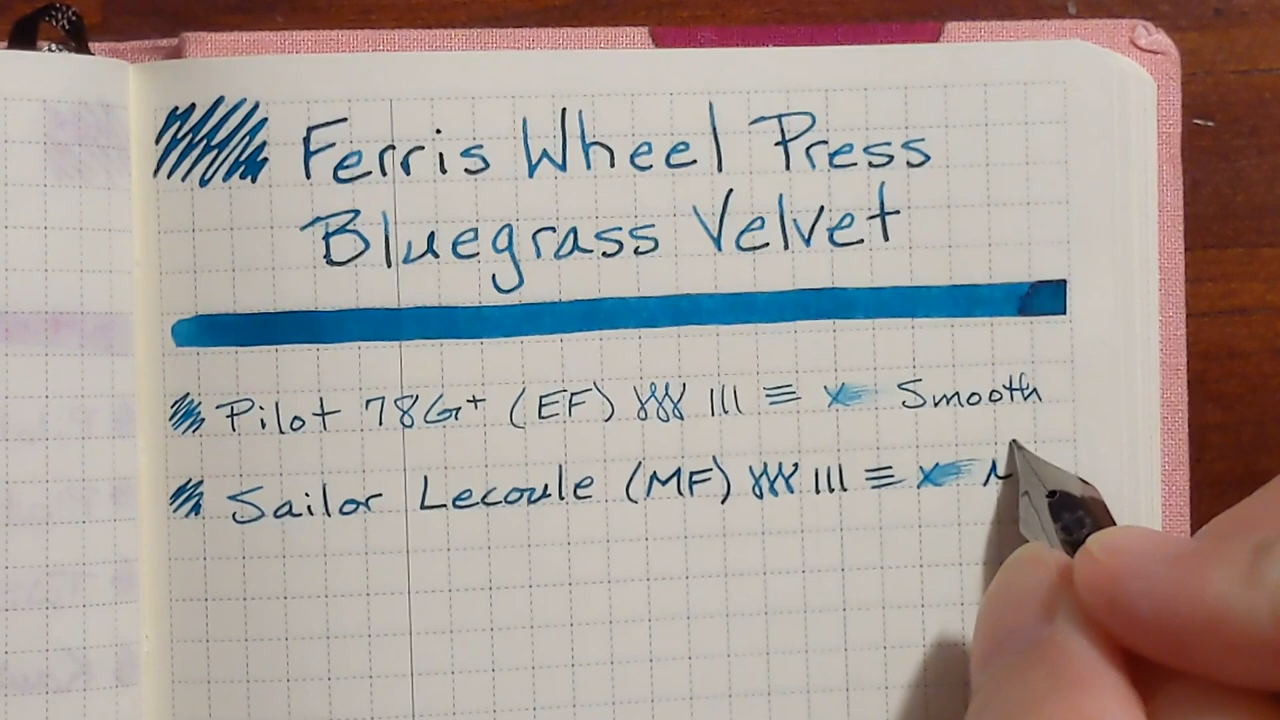 Ferris Wheel Press
Bluegrass Velvet
Pilot 78G+ (EF) Smooth
Sailor Lecoule (MF)